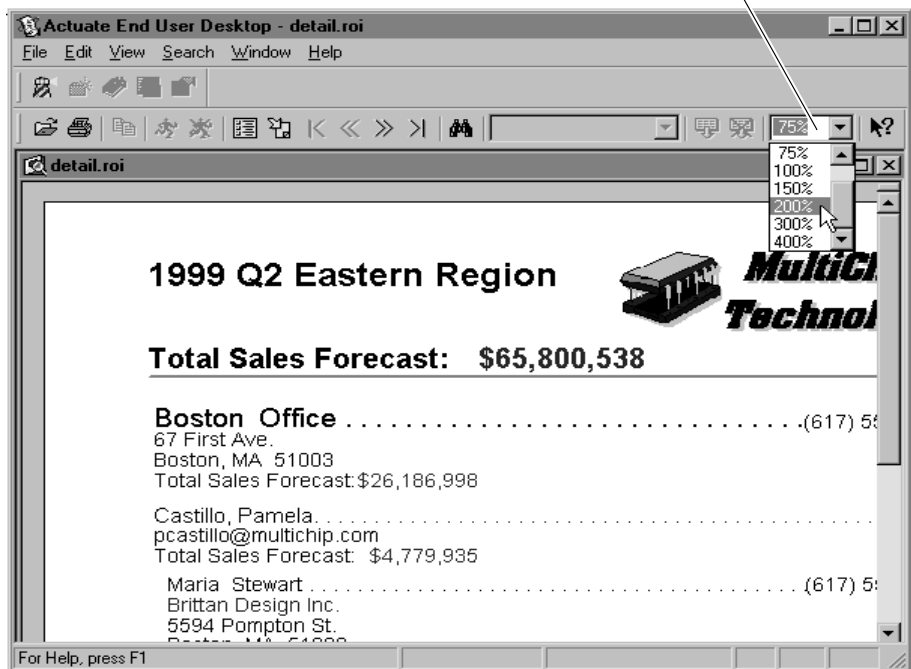 Actuate End User Desktop - detail.roi
File Edit View Search Window Help
75%
detail.roi
75%
100%
150%
200%
300%
400%
1999 Q2 Eastern Region
MultiC
Technol
Total Sales Forecast: $65,800,538
Boston Office . . . . . . . . . . . . . . . . . . . . . . . . . . . . . . (617) 5
67 First Ave.
Boston, MA 51003
Total Sales Forecast: $26,186,998
Castillo, Pamela. . . . . . . . . . . . . . . . . . . . . . . . . . . . . . . . . . . .
pcastillo@multichip.com
Total Sales Forecast: $4,779,935
Maria Stewart . . . . . . . . . . . . . . . . . . . . . . . . . . . . . . . . (617) 5
Brittan Design Inc.
5594 Pompton St.
For Help, press F1